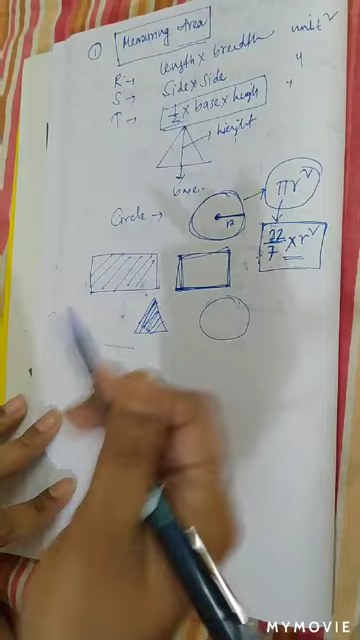 ① Measuring Area
R → length × breadth unit²
S → Side × Side "
T → 1/2 × base × heigh "
height
base.
Circle → r πr²
22/7 × r²
MYMOVIE